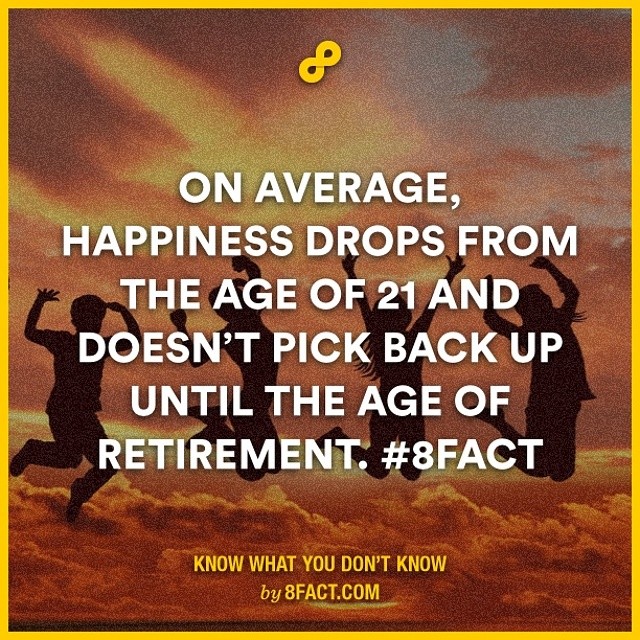 ON AVERAGE,
HAPPINESS DROPS FROM
THE AGE OF 21 AND
DOESN'T PICK BACK UP
UNTIL THE AGE OF
RETIREMENT. #8FACT
KNOW WHAT YOU DON'T KNOW
by 8FACT.COM